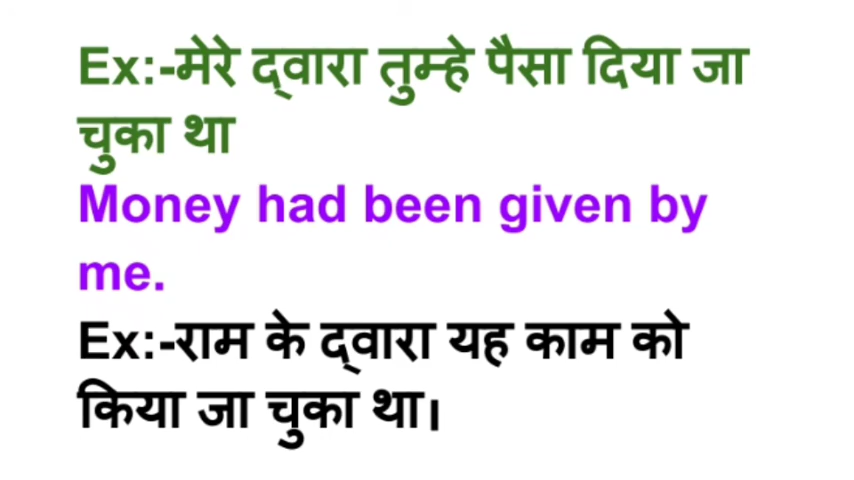 Ex:-मेरे द्वारा तुम्हे पैसा दिया जा
चुका था
Money had been given by
me.
Ex:-राम के द्वारा यह काम को
किया जा चुका था।